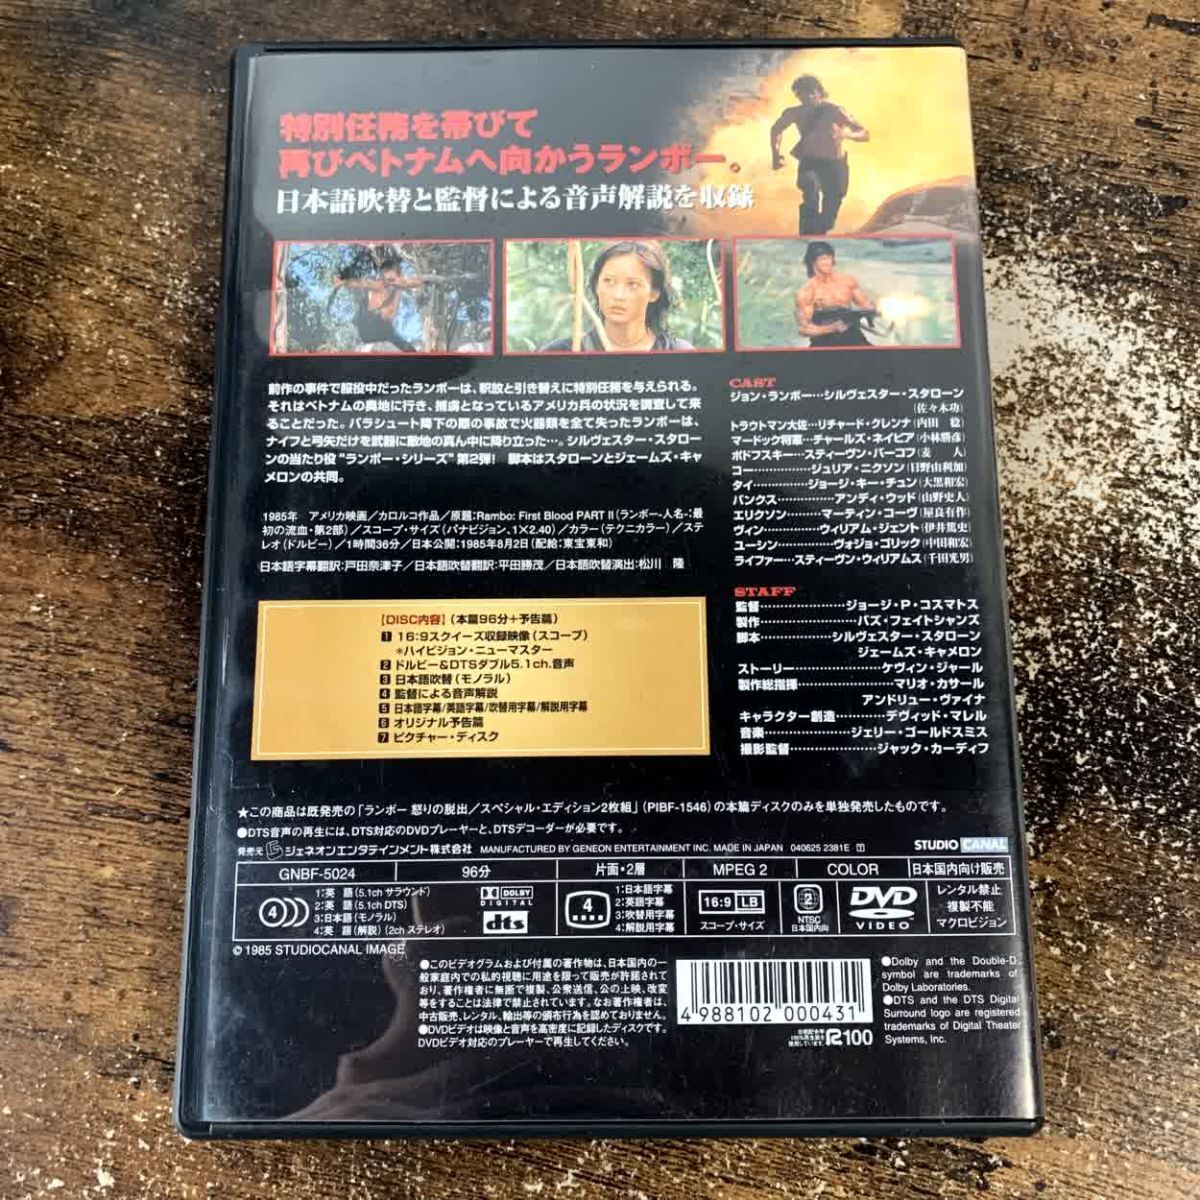 特別任務を帯びて
再びベトナムへ向かうランボー。
日本語吹替と監督による音声解説を収録
前作の事件で服役中だったランボーは、釈放と引き替えに特別任務を与えられる。
それはベトナムの奥地に行き、捕虜となっているアメリカ兵の状況を調査して来
ることだった。パラシュート降下の際の事故で火器類を全て失ったランボーは、
ナイフと弓矢だけを武器に敵地の真ん中に降り立った…。シルヴェスター・スタロー
ンの当たり役“ランボー・シリーズ”第2弾! 脚本はスタローンとジェームズ・キャ
メロンの共同。
1985年 アメリカ映画／カロルコ作品／原題:Rambo: First Blood PART II (ランボー-人名-:最
初の流血・第2部)／スコープ・サイズ(パナビジョン、1×2.40)／カラー(テクニカラー)／ステ
レオ(ドルビー)／1時間36分／日本公開:1985年8月2日(配給:東宝東和)
日本語字幕翻訳:戸田奈津子／日本語吹替翻訳:平田勝茂／日本語吹替演出:松川 隆
CAST
ジョン・ランボー…シルヴェスター・スタローン
(佐々木功)
トラウトマン大佐…リチャード・クレンナ(内田 稔)
マードック将軍…チャールズ・ネイピア(小林勝彦)
ポドフスキー…スティーヴン・バーコフ(麦 人)
コー……………ジュリア・ニクソン(日野由利加)
タイ…………ジョージ・キー・チュン(大黒和宏)
バンクス……………アンディ・ウッド(山野史人)
エリクソン………マーティン・コーヴ(屋良有作)
ヴィン…………ウィリアム・ジェント(伊井篤史)
ユーシン………ヴォジョ・ゴリック(中田和宏)
ライファー…スティーヴン・ウィリアムス(千田光男)
STAFF
監督…………………ジョージ・P・コスマトス
製作……………………バズ・フェイトシャンズ
脚本………………シルヴェスター・スタローン
ジェームズ・キャメロン
ストーリー…………………ケヴィン・ジャール
製作総指揮……………………マリオ・カサール
アンドリュー・ヴァイナ
キャラクター創造…………デヴィッド・マレル
音楽…………………ジェリー・ゴールドスミス
撮影監督…………………ジャック・カーディフ
【DISC内容】(本篇96分＋予告篇)
1 16:9スクイーズ収録映像(スコープ)
*ハイビジョン・ニューマスター
2 ドルビー&DTSダブル5.1ch.音声
3 日本語吹替(モノラル)
4 監督による音声解説
5 日本語字幕/英語字幕/吹替用字幕/解説用字幕
6 オリジナル予告篇
7 ピクチャー・ディスク
★この商品は既発売の「ランボー 怒りの脱出／スペシャル・エディション2枚組」(PIBF-1546)の本篇ディスクのみを単独発売したものです。
●DTS音声の再生には、DTS対応のDVDプレーヤーと、DTSデコーダーが必要です。
発売元 ジェネオン エンタテインメント株式会社 MANUFACTURED BY GENEON ENTERTAINMENT INC. MADE IN JAPAN 040625 2381E
STUDIO CANAL
GNBF-5024 96分 片面・2層 MPEG 2 COLOR 日本国内向け販売
4
1:英 語(5.1ch サラウンド)
2:英 語(5.1ch DTS)
3:日本語(モノラル)
4:英 語(解説)(2ch ステレオ)
DOLBY
DIGITAL
dts
4
1:日本語字幕
2:英語字幕
3:吹替用字幕
4:解説用字幕
16:9 LB
スコープ・サイズ
2
NTSC
日本国内向
DVD
VIDEO
レンタル禁止
複製不能
マクロビジョン
© 1985 STUDIOCANAL IMAGE
●このビデオグラムおよび付属の著作物は、日本国内の一
般家庭内での私的視聴に用途を限って販売が許諾されて
おり、著作権者に無断で複製、公衆送信、公の上映、改変
等をすることは法律で禁止されています。なお著作権者は、
中古販売、レンタル、輸出等の頒布行為を認めておりません。
●DVDビデオは映像と音声を高密度に記録したディスクです。
DVDビデオ対応のプレーヤーで再生してください。
4 988102 000431
古紙配合率
100%再生紙を
使用しています。
R100
●Dolby and the Double-D
symbol are trademarks of
Dolby Laboratories.
●DTS and the DTS Digital
Surround logo are registered
trademarks of Digital Theater
Systems, Inc.